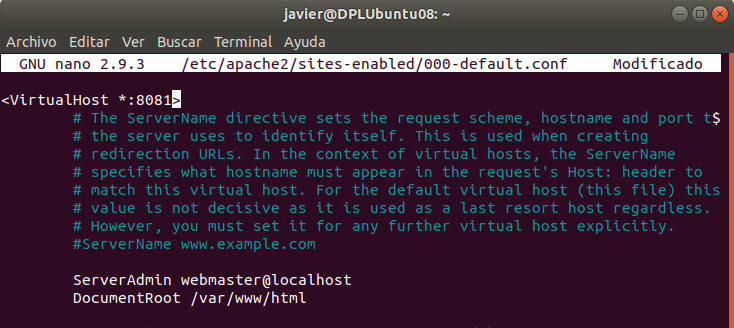 javier@DPLUbuntu08: ~
Archivo Editar Ver Buscar Terminal Ayuda
GNU nano 2.9.3 /etc/apache2/sites-enabled/000-default.conf Modificado
<VirtualHost *:8081>
# The ServerName directive sets the request scheme, hostname and port t$
# the server uses to identify itself. This is used when creating
# redirection URLs. In the context of virtual hosts, the ServerName
# specifies what hostname must appear in the request's Host: header to
# match this virtual host. For the default virtual host (this file) this
# value is not decisive as it is used as a last resort host regardless.
# However, you must set it for any further virtual host explicitly.
#ServerName www.example.com
ServerAdmin webmaster@localhost
DocumentRoot /var/www/html